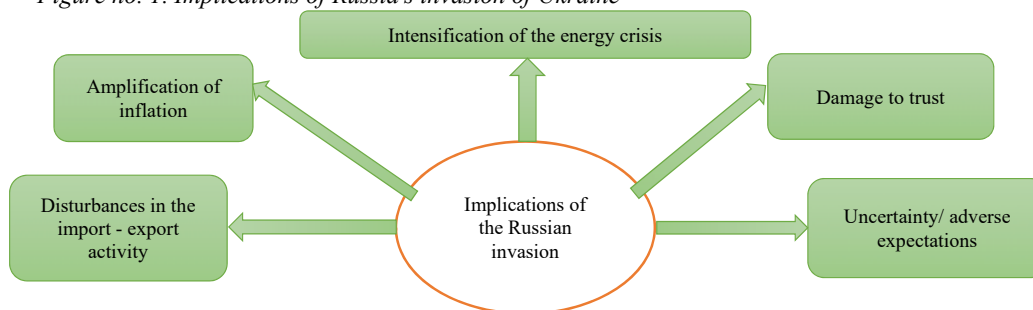 Figure no. 1. Implications of Russia's invasion of Ukraine
Intensification of the energy crisis
Amplification of
inflation
Damage to trust
Disturbances in the
import - export
activity
Implications of
the Russian
invasion
Uncertainty/ adverse
expectations